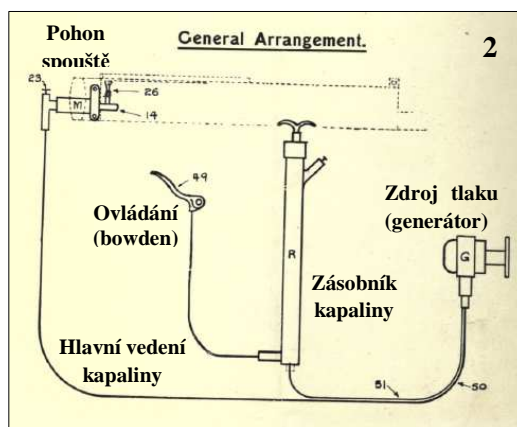 General Arrangement.
2
Pohon
spouště
23
M
26
14
49
Ovládání
(bowden)
R
Zásobník
kapaliny
Zdroj tlaku
(generátor)
G
Hlavní vedení
kapaliny
51
50